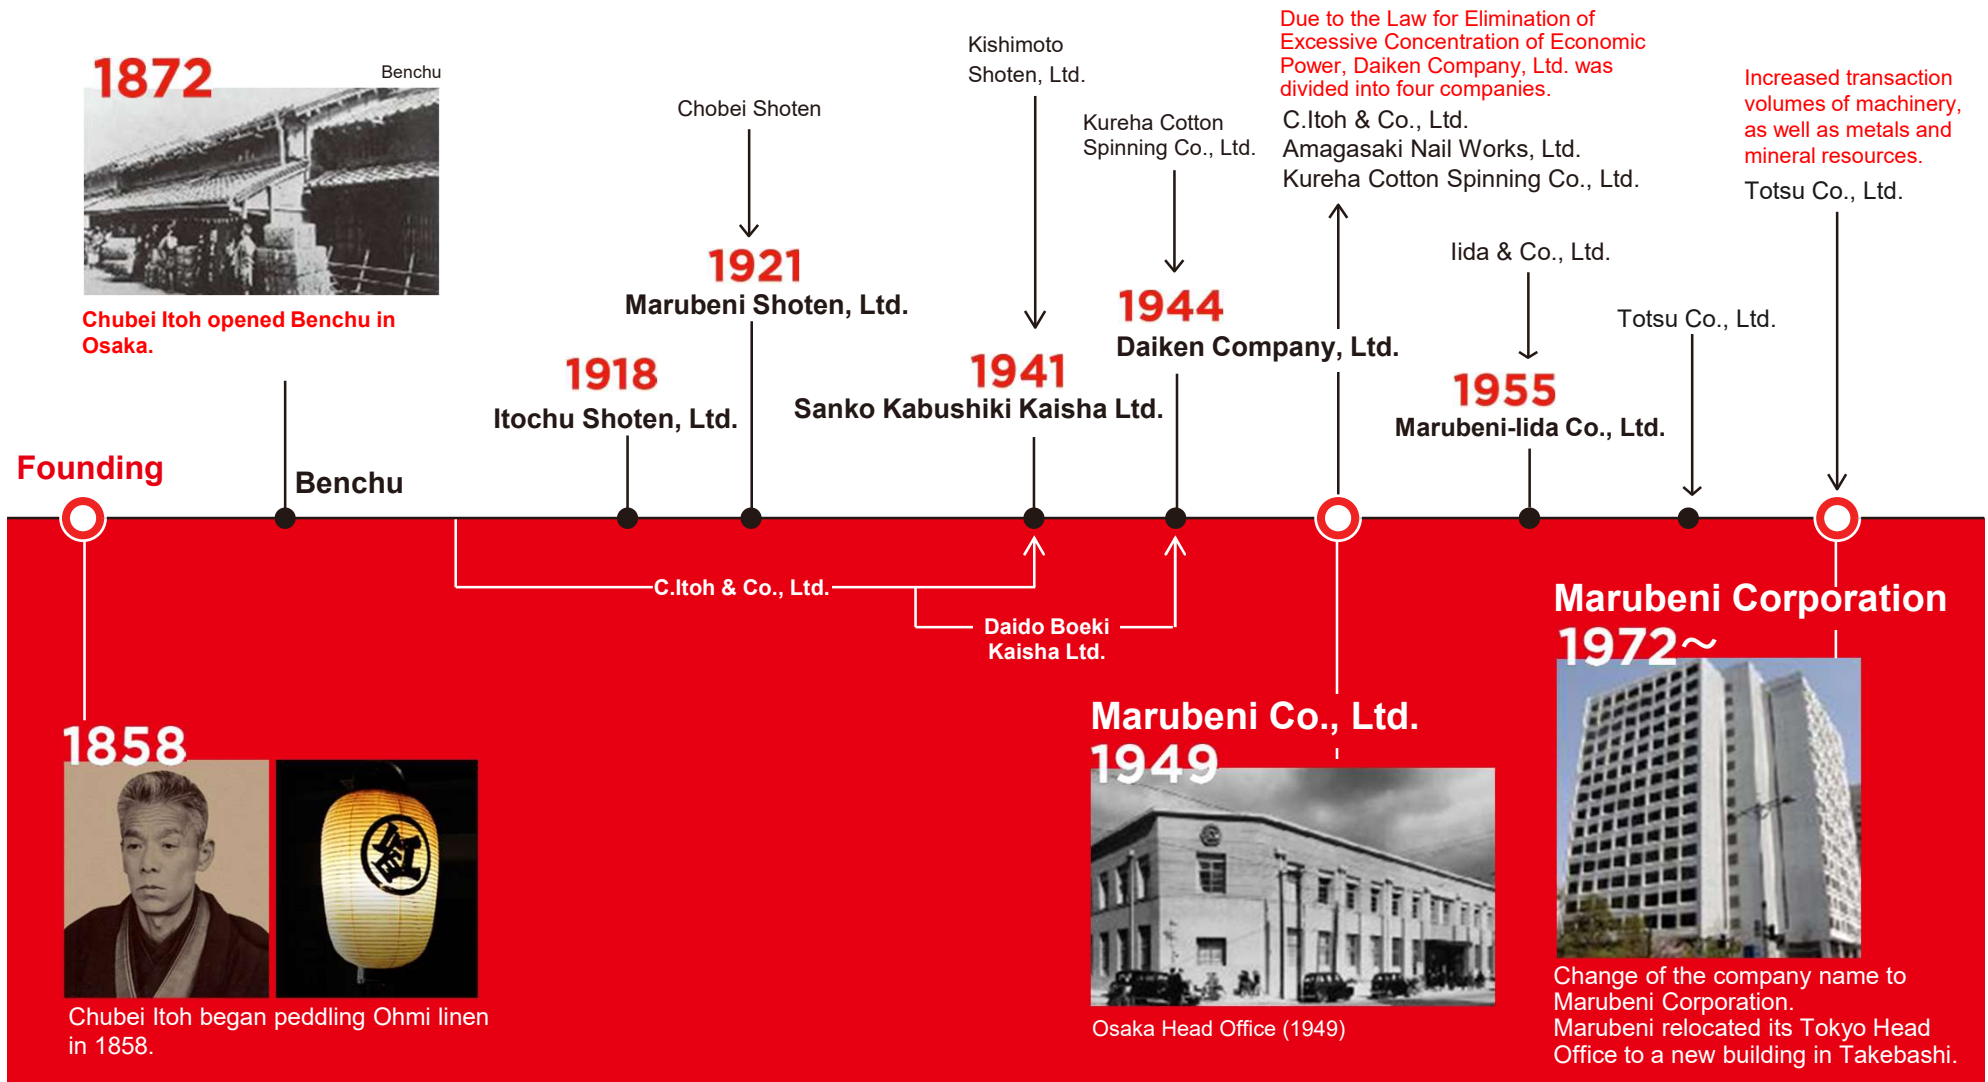 1872
Benchu
Chubei Itoh opened Benchu in
Osaka.
Founding
Benchu
1918
Itochu Shoten, Ltd.
Chobei Shoten
1921
Marubeni Shoten, Ltd.
Kishimoto
Shoten, Ltd.
1941
Sanko Kabushiki Kaisha Ltd.
Kureha Cotton
Spinning Co., Ltd.
1944
Daiken Company, Ltd.
Due to the Law for Elimination of
Excessive Concentration of Economic
Power, Daiken Company, Ltd. was
divided into four companies.
C.Itoh & Co., Ltd.
Amagasaki Nail Works, Ltd.
Kureha Cotton Spinning Co., Ltd.
Iida & Co., Ltd.
1955
Marubeni-Iida Co., Ltd.
Totsu Co., Ltd.
Increased transaction
volumes of machinery,
as well as metals and
mineral resources.
Totsu Co., Ltd.
C.Itoh & Co., Ltd.
Daido Boeki
Kaisha Ltd.
1858
紅
Chubei Itoh began peddling Ohmi linen
in 1858.
Marubeni Co., Ltd.
1949
Osaka Head Office (1949)
Marubeni Corporation
1972～
Change of the company name to
Marubeni Corporation.
Marubeni relocated its Tokyo Head
Office to a new building in Takebashi.